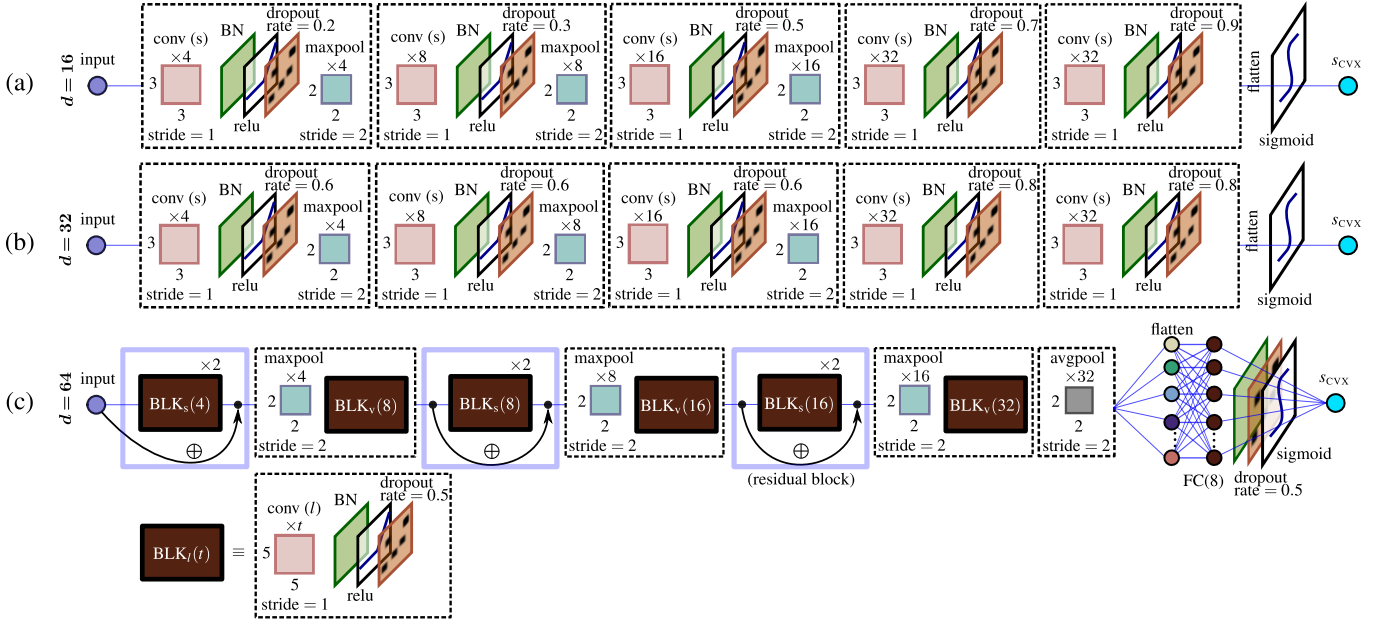 (a)
d = 16
input
conv (s)
×4
3
3
stride = 1
BN
relu
dropout
rate = 0.2
maxpool
×4
2
2
stride = 2
conv (s)
×8
3
3
stride = 1
BN
relu
dropout
rate = 0.3
maxpool
×8
2
2
stride = 2
conv (s)
×16
3
3
stride = 1
BN
relu
dropout
rate = 0.5
maxpool
×16
2
2
stride = 2
conv (s)
×32
3
3
stride = 1
BN
relu
dropout
rate = 0.7
conv (s)
×32
3
3
stride = 1
BN
relu
dropout
rate = 0.9
flatten
sigmoid
sCVX
(b)
d = 32
input
conv (s)
×4
3
3
stride = 1
BN
relu
dropout
rate = 0.6
maxpool
×4
2
2
stride = 2
conv (s)
×8
3
3
stride = 1
BN
relu
dropout
rate = 0.6
maxpool
×8
2
2
stride = 2
conv (s)
×16
3
3
stride = 1
BN
relu
dropout
rate = 0.6
maxpool
×16
2
2
stride = 2
conv (s)
×32
3
3
stride = 1
BN
relu
dropout
rate = 0.8
conv (s)
×32
3
3
stride = 1
BN
relu
dropout
rate = 0.8
flatten
sigmoid
sCVX
(c)
d = 64
input
×2
BLKs(4)
⊕
maxpool
×4
2
2
stride = 2
BLKv(8)
×2
BLKs(8)
⊕
maxpool
×8
2
2
stride = 2
BLKv(16)
×2
BLKs(16)
⊕
(residual block)
maxpool
×16
2
2
stride = 2
BLKv(32)
avgpool
×32
2
2
stride = 2
flatten
FC(8)
dropout
rate = 0.5
sigmoid
sCVX
BLKl(t)
≡
conv (l)
×t
5
5
stride = 1
BN
relu
dropout
rate = 0.5